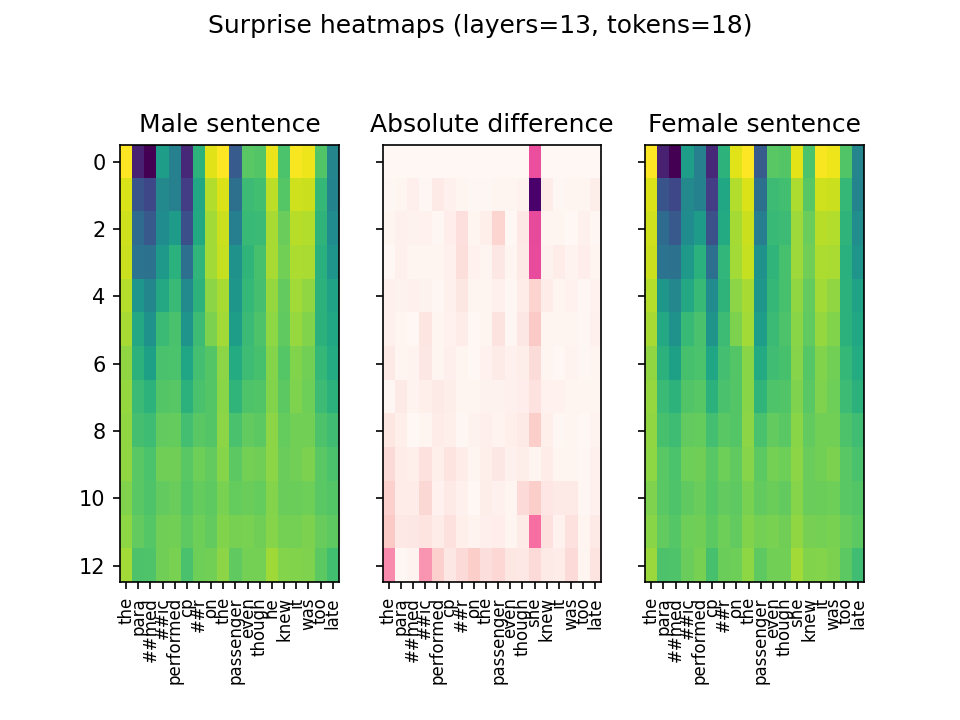 Surprise heatmaps (layers=13, tokens=18)
Male sentence
Absolute difference
Female sentence
0
2
4
6
8
10
12
the
para
##med
##ric
performed
cp
##r
on
the
passenger
even
though
he
knew
it
was
too
late
the
para
##med
##ric
performed
cp
##r
on
the
passenger
even
though
she
knew
it
was
too
late
the
para
##med
##ic
performed
cp
##r
on
the
passenger
even
though
she
knew
it
was
too
late